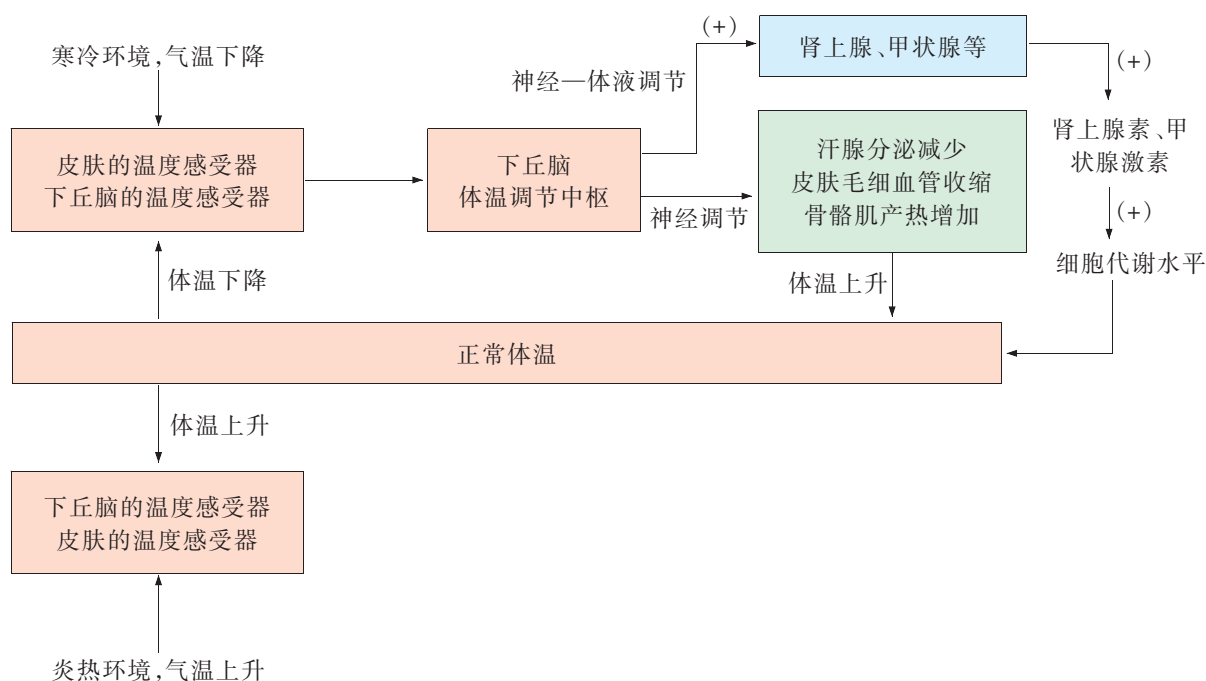 寒冷环境,气温下降
皮肤的温度感受器
下丘脑的温度感受器
下丘脑
体温调节中枢
神经—体液调节
(+)
肾上腺、甲状腺等
(+)
肾上腺素、甲
状腺激素
(+)
细胞代谢水平
神经调节
汗腺分泌减少
皮肤毛细血管收缩
骨骼肌产热增加
体温上升
体温下降
正常体温
体温上升
下丘脑的温度感受器
皮肤的温度感受器
炎热环境,气温上升